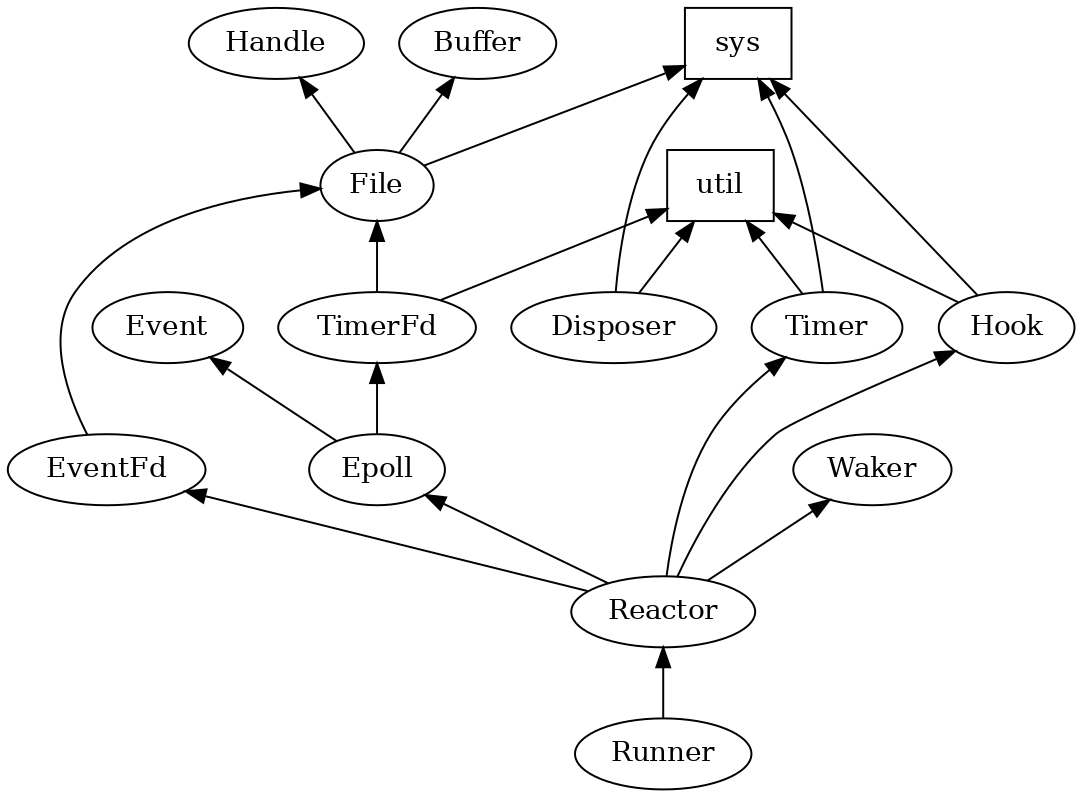 Handle
Buffer
sys
File
util
Event
TimerFd
Disposer
Timer
Hook
EventFd
Epoll
Waker
Reactor
Runner